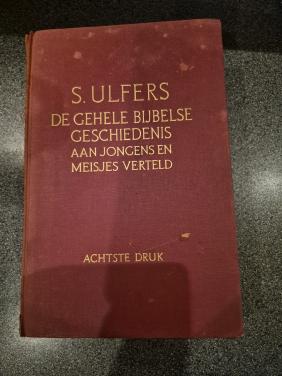 S. ULFERS
DE GEHELE BIJBELSE
GESCHIEDENIS
AAN JONGENS EN
MEISJES VERTELD
ACHTSTE DRUK